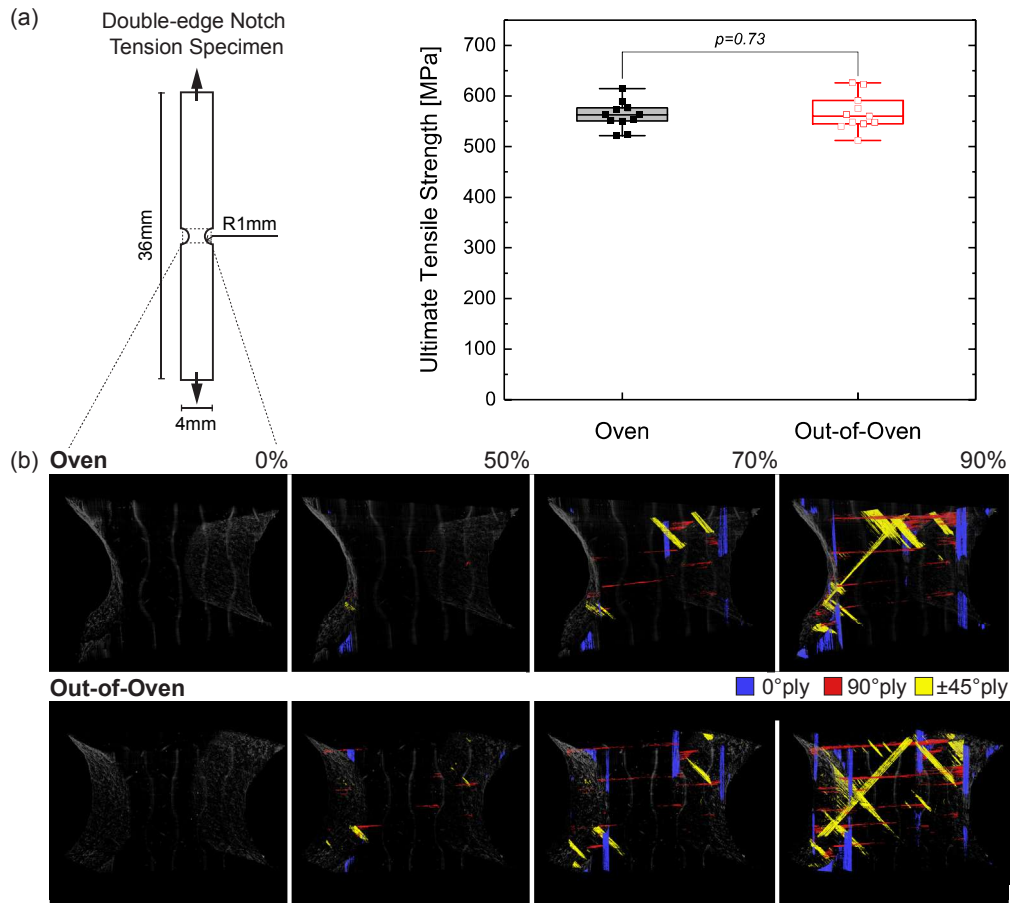 (a)
Double-edge Notch
Tension Specimen
36mm
R1mm
4mm
Ultimate Tensile Strength [MPa]
700
600
500
400
300
200
100
0
p=0.73
Oven
Out-of-Oven
(b)
Oven 0% 50% 70% 90%
Out-of-Oven
0°ply 90°ply ±45°ply